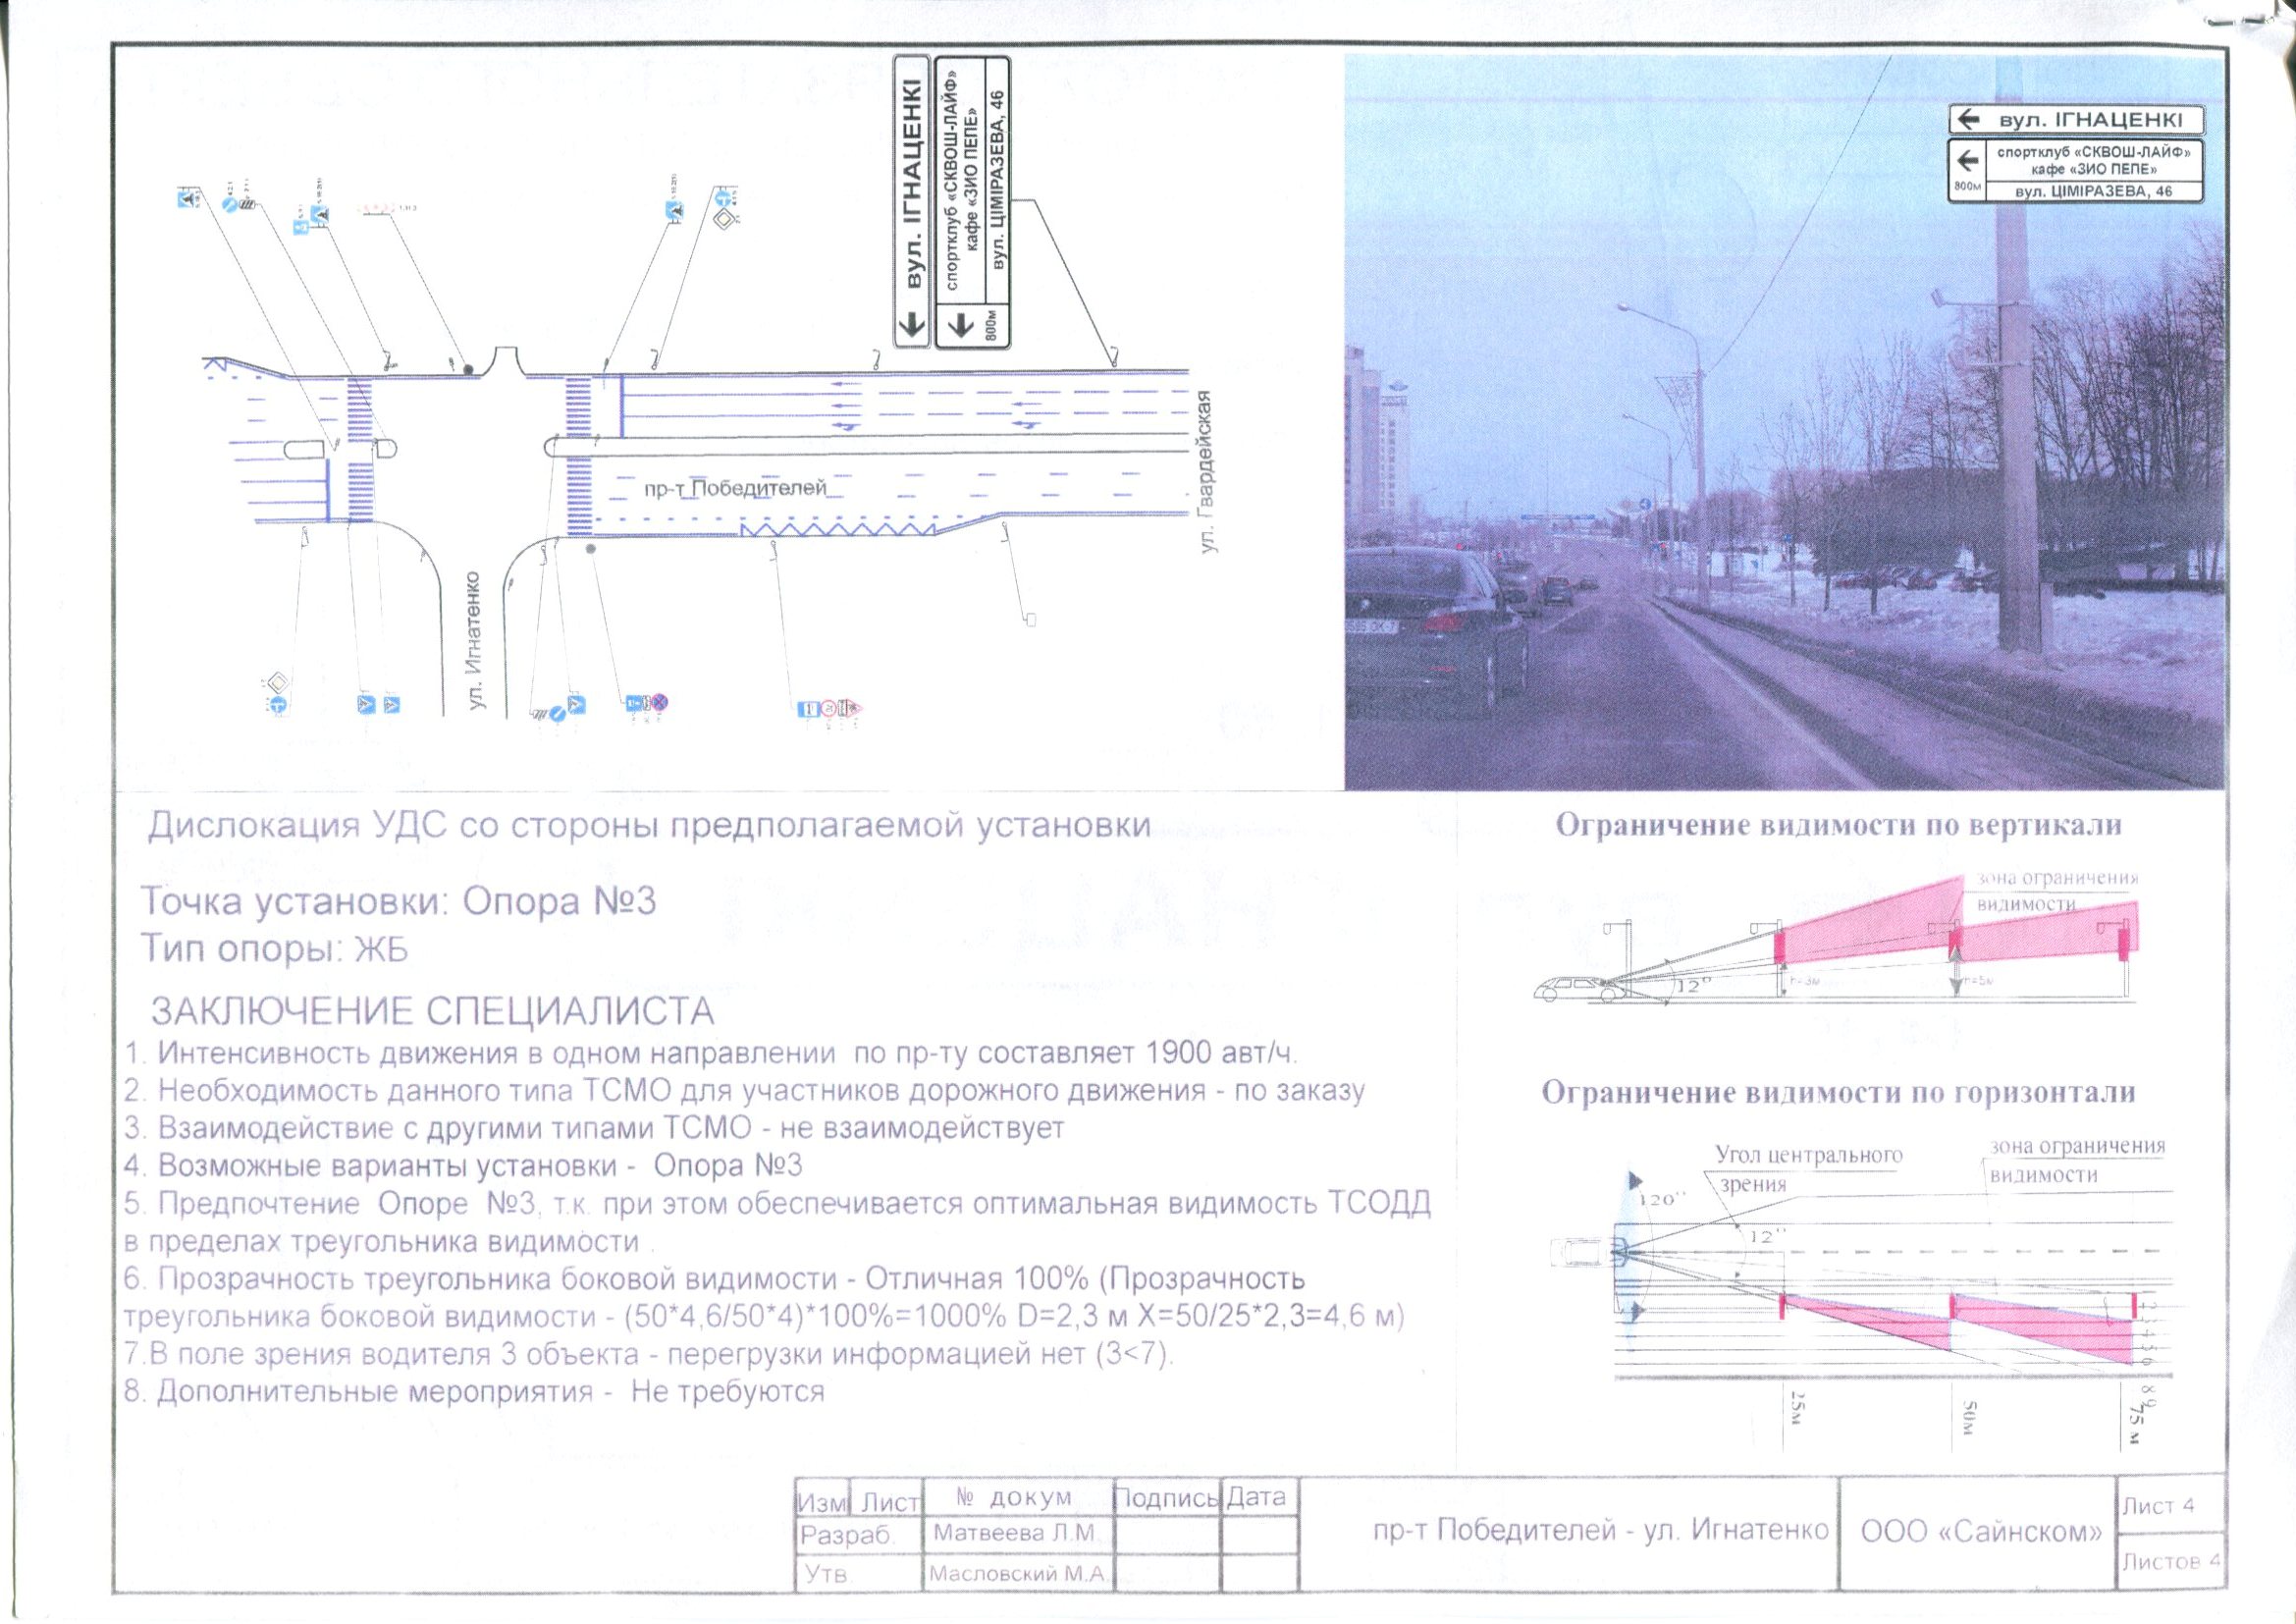 ← вул. ІГНАЦЕНКІ
← спортклуб «СКВОШ-ЛАЙФ»
кафе «ЗИО ПЕПЕ»
800м вул. ЦІМІРАЗЕВА, 46
← вул. ІГНАЦЕНКІ
← спортклуб «СКВОШ-ЛАЙФ»
кафе «ЗИО ПЕПЕ»
800м вул. ЦІМІРАЗЕВА, 46
пр-т Победителей
ул. Гвардейская
ул. Игнатенко
Дислокация УДС со стороны предполагаемой установки
Точка установки: Опора №3
Тип опоры: ЖБ
ЗАКЛЮЧЕНИЕ СПЕЦИАЛИСТА
1. Интенсивность движения в одном направлении по пр-ту составляет 1900 авт/ч.
2. Необходимость данного типа ТСМО для участников дорожного движения - по заказу
3. Взаимодействие с другими типами ТСМО - не взаимодействует
4. Возможные варианты установки - Опора №3
5. Предпочтение Опоре №3, т.к. при этом обеспечивается оптимальная видимость ТСОДД
в пределах треугольника видимости .
6. Прозрачность треугольника боковой видимости - Отличная 100% (Прозрачность
треугольника боковой видимости - (50*4,6/50*4)*100%=1000% D=2,3 м X=50/25*2,3=4,6 м)
7.В поле зрения водителя 3 объекта - перегрузки информацией нет (3<7).
8. Дополнительные мероприятия - Не требуются
Ограничение видимости по вертикали
зона ограничения
видимости
12°
h=3м
h=5м
Ограничение видимости по горизонтали
Угол центрального
зрения
зона ограничения
видимости
120°
12°
25м
50м
75 м
Изм Лист № докум Подпись Дата
Разраб. Матвеева Л.М.
Утв. Масловский М.А.
пр-т Победителей - ул. Игнатенко
ООО «Сайнском»
Лист 4
Листов 4